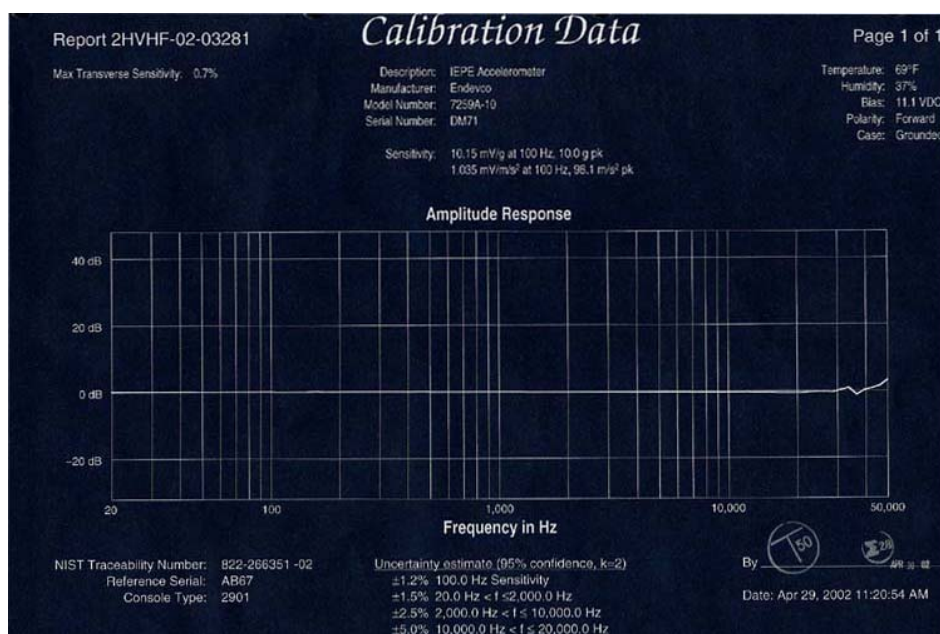 Report 2HVHF-02-03281
Calibration Data
Page 1 of 1
Max Transverse Sensitivity: 0.7%
Description: IEPE Accelerometer
Manufacturer: Endevco
Model Number: 7259A-10
Serial Number: DM71
Sensitivity: 10.15 mV/g at 100 Hz, 10.0 g pk
1.035 mV/m/s² at 100 Hz, 98.1 m/s² pk
Temperature: 69°F
Humidity: 37%
Bias: 11.1 VDC
Polarity: Forward
Case: Grounded
Amplitude Response
40 dB
20 dB
0 dB
-20 dB
20 100 1,000 10,000 50,000
Frequency in Hz
NIST Traceability Number: 822-266351 -02
Reference Serial: AB67
Console Type: 2901
Uncertainty estimate (95% confidence, k=2)
±1.2% 100.0 Hz Sensitivity
±1.5% 20.0 Hz < f ≤2,000.0 Hz
±2.5% 2,000.0 Hz < f ≤ 10,000.0 Hz
±5.0% 10,000.0 Hz < f ≤ 20,000.0 Hz
By
T50
Date: Apr 29, 2002 11:20:54 AM